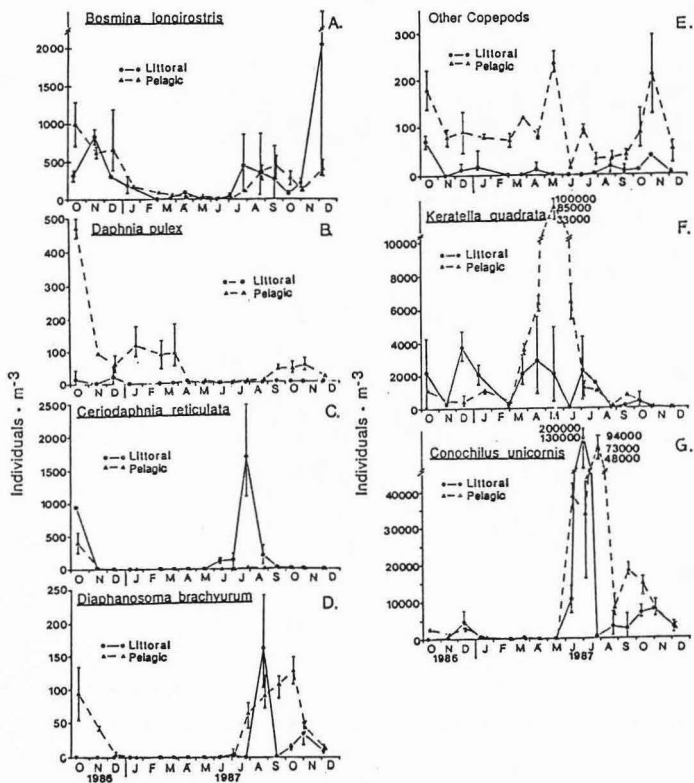 Bosmina longirostris A.
2000
1500
1000
500
0
Littoral
Pelagic
O N D J F M A M J J A S O N D
Daphnia pulex B.
500
400
300
200
100
0
Littoral
Pelagic
O N D J F M A M J J A S O N D
Ceriodaphnia reticulata C.
2500
2000
1500
1000
500
0
Littoral
Pelagic
O N D J F M A M J J A S O N D
Diaphanosoma brachyurum D.
250
200
150
100
50
0
Littoral
Pelagic
O N D J F M A M J J A S O N D
1986 1987
Individuals · m⁻³
Other Copepods E.
300
200
100
0
Littoral
Pelagic
O N D J F M A M J J A S O N D
Keratella quadrata F.
100000
85000
33000
10000
8000
6000
4000
2000
0
Littoral
Pelagic
O N D J F M A M J J A S O N D
Conochilus unicornis G.
200000
130000
94000
73000
48000
40000
30000
20000
10000
0
Littoral
Pelagic
O N D J F M A M J J A S O N D
1986 1987
Individuals · m⁻³